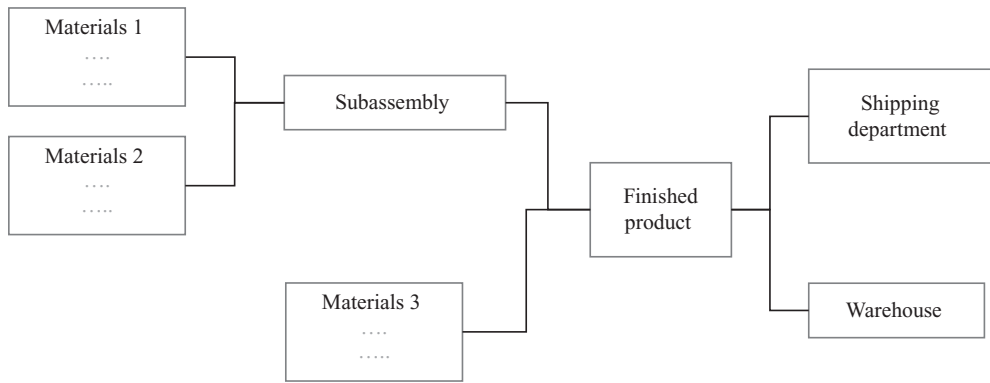 Materials 1
....
.....
Materials 2
....
.....
Subassembly
Materials 3
....
.....
Finished
product
Shipping
department
Warehouse